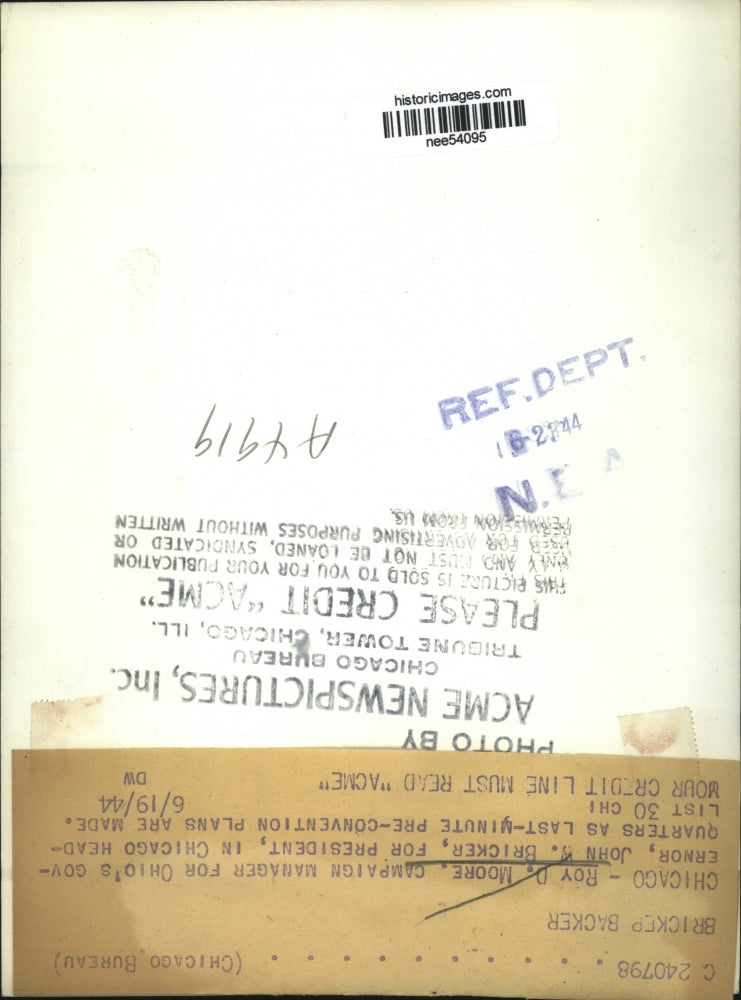 historicimages.com
nee54095
REF.DEPT.
6-2 44
N.E A
A4919
C 240798 . . . . . . . . . (CHICAGO BUREAU)
BRICKER BACKER
CHICAGO - ROY D. MOORE, CAMPAIGN MANAGER FOR OHIO'S GOV-
ERNOR, JOHN W. BRICKER, FOR PRESIDENT, IN CHICAGO HEAD-
QUARTERS AS LAST-MINUTE PRE-CONVENTION PLANS ARE MADE.
LIST 30 CHI 6/19/44
YOUR CREDIT LINE MUST READ "ACME" DW
PHOTO BY
ACME NEWSPICTURES, Inc.
CHICAGO BUREAU
TRIBUNE TOWER, CHICAGO, ILL.
PLEASE CREDIT "ACME"
THIS PICTURE IS SOLD TO YOU FOR YOUR PUBLICATION
ONLY AND MUST NOT BE LOANED, SYNDICATED OR
USED FOR ADVERTISING PURPOSES WITHOUT WRITTEN
PERMISSION FROM US.